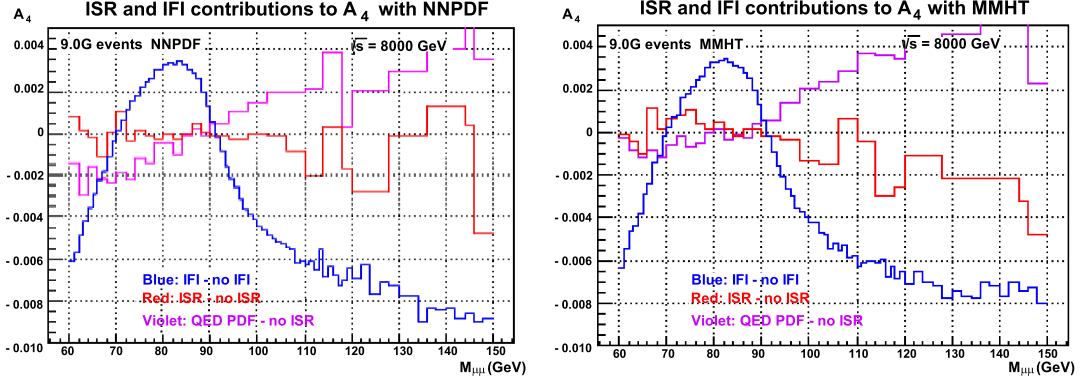 ISR and IFI contributions to A4 with NNPDF
A4
9.0G events NNPDF
√s = 8000 GeV
0.004
0.002
0
- 0.002
- 0.004
- 0.006
- 0.008
- 0.010
Blue: IFI - no IFI
Red: ISR - no ISR
Violet: QED PDF - no ISR
60 70 80 90 100 110 120 130 140 150
Mμμ (GeV)
ISR and IFI contributions to A4 with MMHT
A4
9.0G events MMHT
√s = 8000 GeV
0.004
0.002
0
- 0.002
- 0.004
- 0.006
- 0.008
- 0.010
Blue: IFI - no IFI
Red: ISR - no ISR
Violet: QED PDF - no ISR
60 70 80 90 100 110 120 130 140 150
Mμμ (GeV)